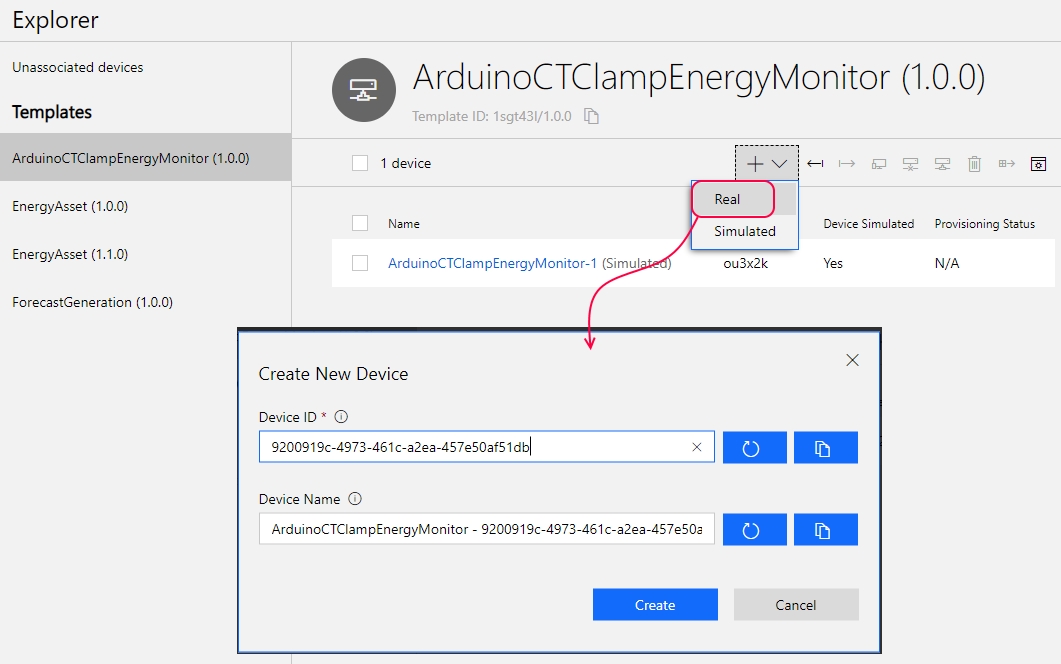 Explorer
Unassociated devices
Templates
ArduinoCTClampEnergyMonitor (1.0.0)
EnergyAsset (1.0.0)
EnergyAsset (1.1.0)
ForecastGeneration (1.0.0)
ArduinoCTClampEnergyMonitor (1.0.0)
Template ID: 1sgt43l/1.0.0
1 device
Real
Simulated
Name Device Simulated Provisioning Status
ArduinoCTClampEnergyMonitor-1 (Simulated) ou3x2k Yes N/A
Create New Device
Device ID *
9200919c-4973-461c-a2ea-457e50af51db
Device Name
ArduinoCTClampEnergyMonitor - 9200919c-4973-461c-a2ea-457e50a
Create Cancel